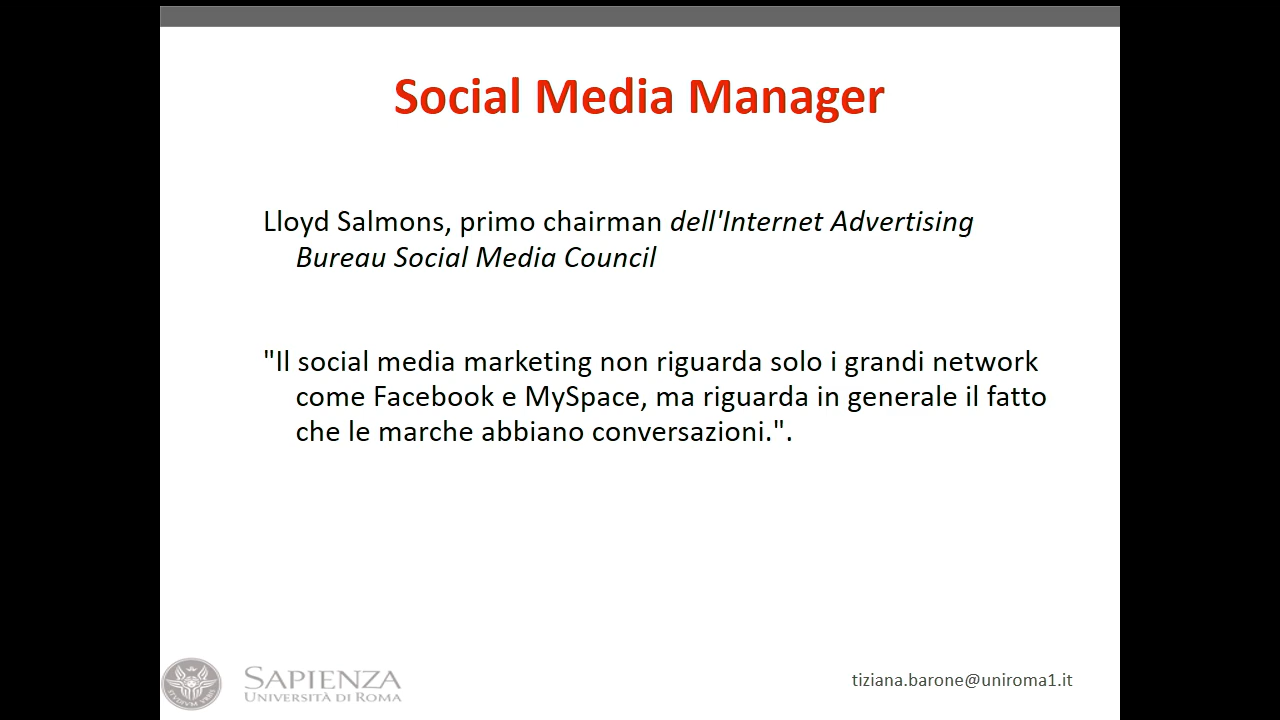 Social Media Manager
Lloyd Salmons, primo chairman dell'Internet Advertising
Bureau Social Media Council
"Il social media marketing non riguarda solo i grandi network
come Facebook e MySpace, ma riguarda in generale il fatto
che le marche abbiano conversazioni.".
SAPIENZA
UNIVERSITÀ DI ROMA
tiziana.barone@uniroma1.it